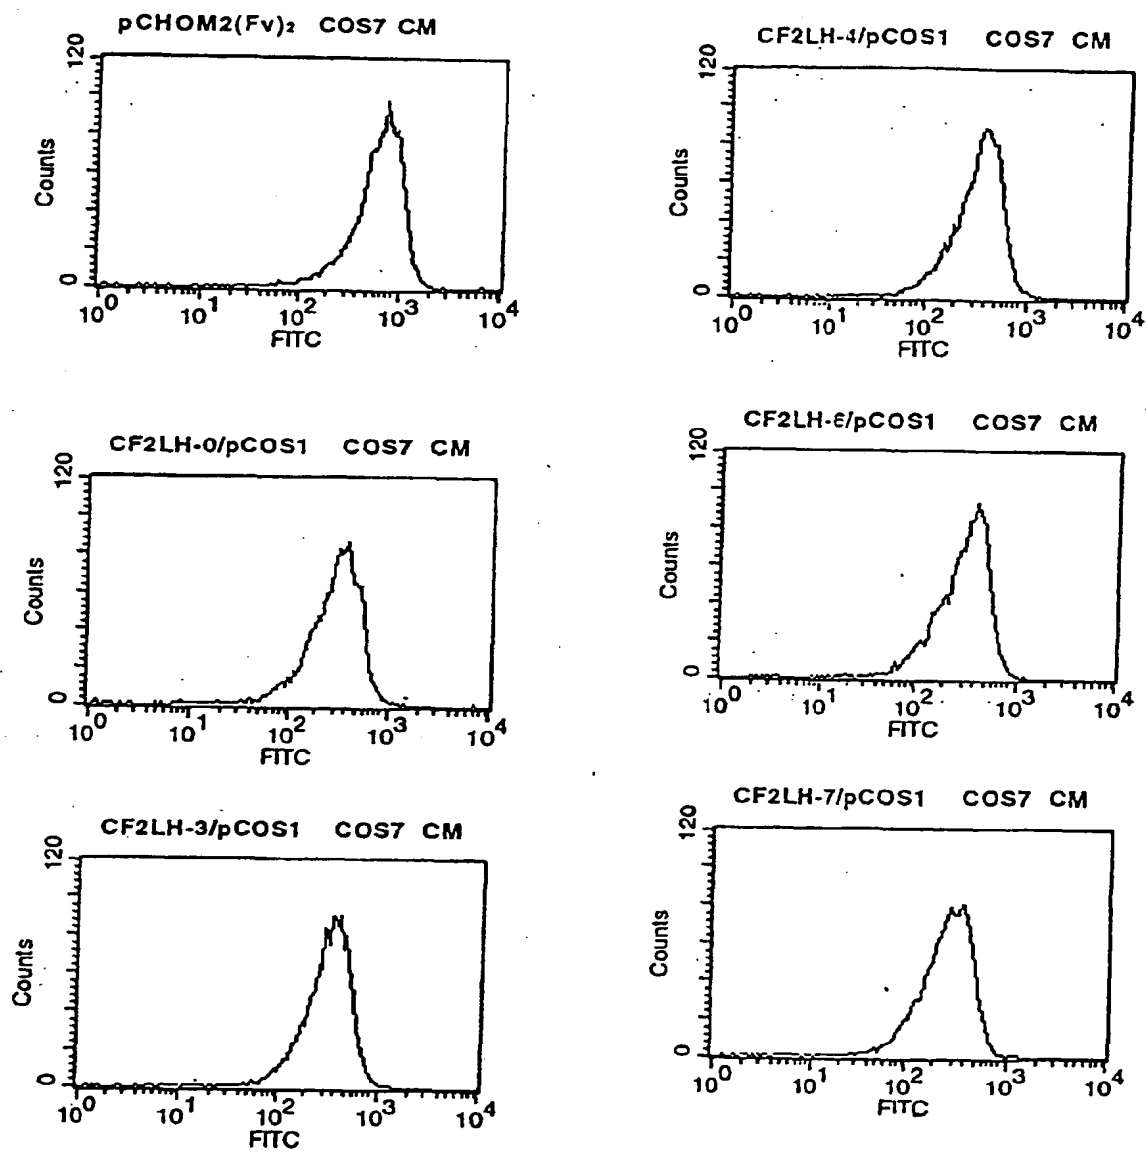 pCHOM2(Fv)₂ COS7 CM
120
Counts
0
10⁰ 10¹ 10² 10³ 10⁴
FITC
CF2LH-0/pCOS1 COS7 CM
120
Counts
0
10⁰ 10¹ 10² 10³ 10⁴
FITC
CF2LH-3/pCOS1 COS7 CM
120
Counts
0
10⁰ 10¹ 10² 10³ 10⁴
FITC
CF2LH-4/pCOS1 COS7 CM
120
Counts
0
10⁰ 10¹ 10² 10³ 10⁴
FITC
CF2LH-6/pCOS1 COS7 CM
120
Counts
0
10⁰ 10¹ 10² 10³ 10⁴
FITC
CF2LH-7/pCOS1 COS7 CM
120
Counts
0
10⁰ 10¹ 10² 10³ 10⁴
FITC